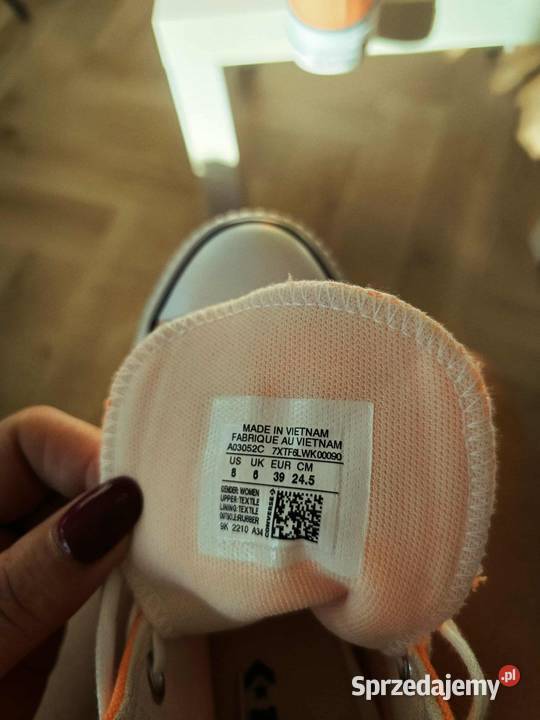 MADE IN VIETNAM
FABRIQUE AU VIETNAM
A03052C 7XTF6LWK00090
US UK EUR CM
6 39 24.5
GENDER: WOMEN
UPPER: TEXTILE
LINING: TEXTILE
OUTSOLE: RUBBER
9K 2210 A34
CONVERSE
Sprzedajemy.pl